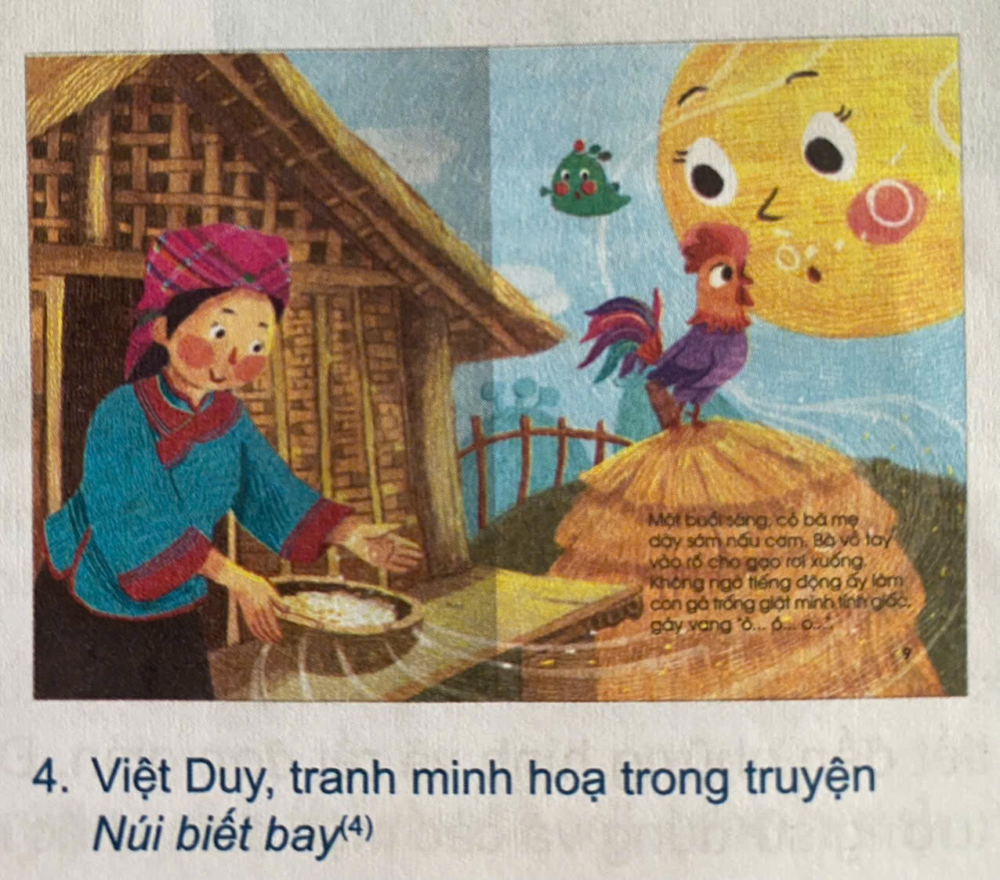 Một buổi sáng, cô bả mẹ
dậy sớm nấu cơm. Bà vỗ tay
vào rổ cho gạo rơi xuống.
Không ngờ tiếng động ấy làm
con gà trống giật mình tỉnh giấc,
gáy vang "ò... ó... o...".
9
4. Việt Duy, tranh minh hoạ trong truyện
Núi biết bay⁽⁴⁾